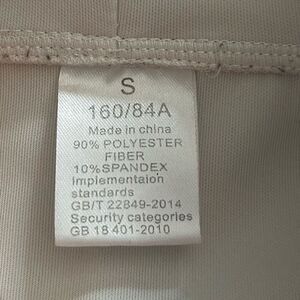 S
160/84A
Made in china
90% POLYESTER
FIBER
10%SPANDEX
Implementaion
standards
GB/T 22849-2014
Security categories
GB 18 401-2010